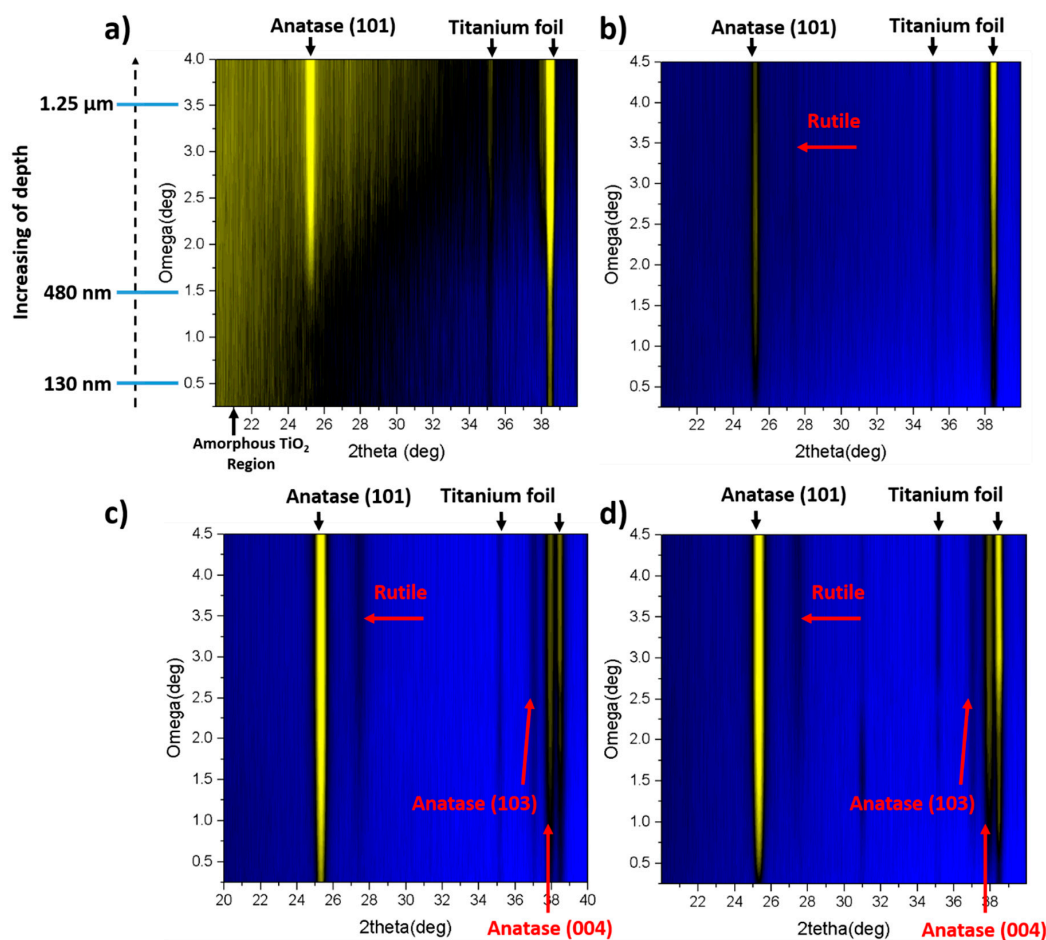 a)
Anatase (101)
Titanium foil
Increasing of depth
1.25 μm
480 nm
130 nm
Omega(deg)
4.0
3.5
3.0
2.5
2.0
1.5
1.0
0.5
22 24 26 28 30 32 34 36 38
2theta (deg)
Amorphous TiO₂
Region
b)
Anatase (101)
Titanium foil
Rutile
Omega(deg)
4.5
4.0
3.5
3.0
2.5
2.0
1.5
1.0
0.5
22 24 26 28 30 32 34 36 38
2theta(deg)
c)
Anatase (101)
Titanium foil
Rutile
Anatase (103)
Anatase (004)
Omega(deg)
4.5
4.0
3.5
3.0
2.5
2.0
1.5
1.0
0.5
20 22 24 26 28 30 32 34 36 38 40
2theta(deg)
d)
Anatase (101)
Titanium foil
Rutile
Anatase (103)
Anatase (004)
Omega(deg)
4.5
4.0
3.5
3.0
2.5
2.0
1.5
1.0
0.5
22 24 26 28 30 32 34 36 38
2tetha(deg)